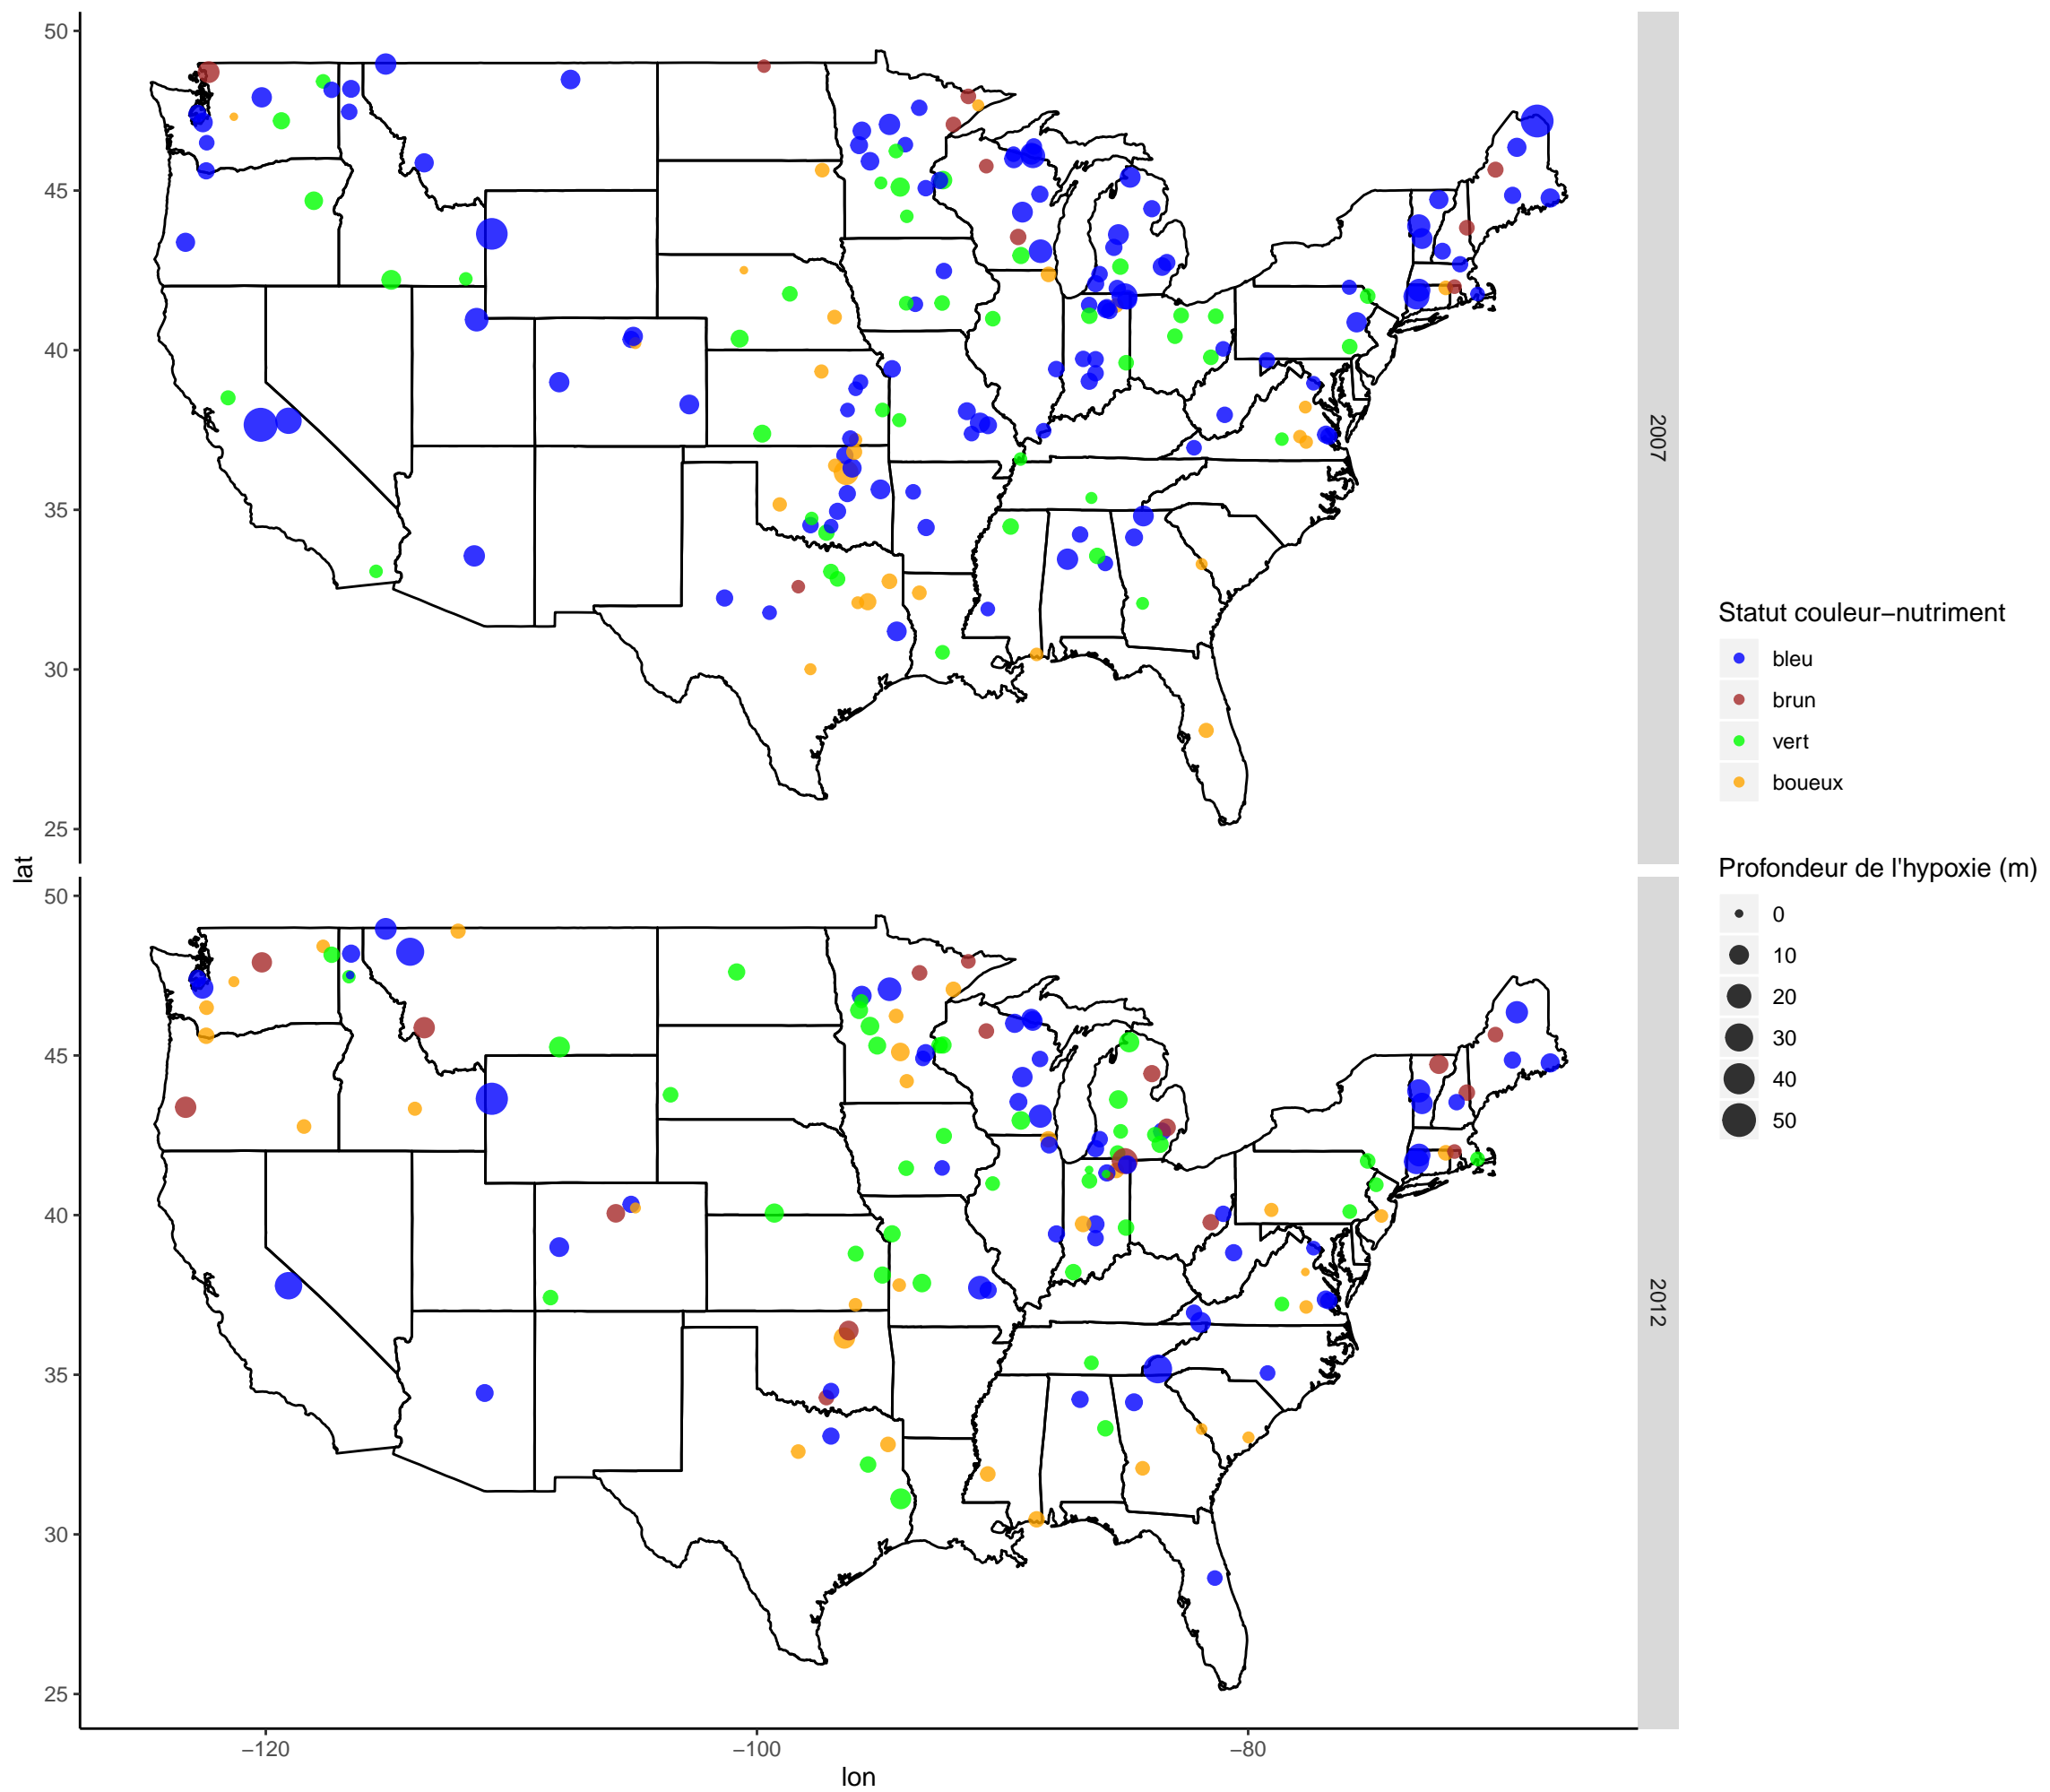 50
45
40
35
30
25
2007
lat
50
45
40
35
30
25
2012
−120
−100
−80
lon
Statut couleur−nutriment
bleu
brun
vert
boueux
Profondeur de l'hypoxie (m)
0
10
20
30
40
50